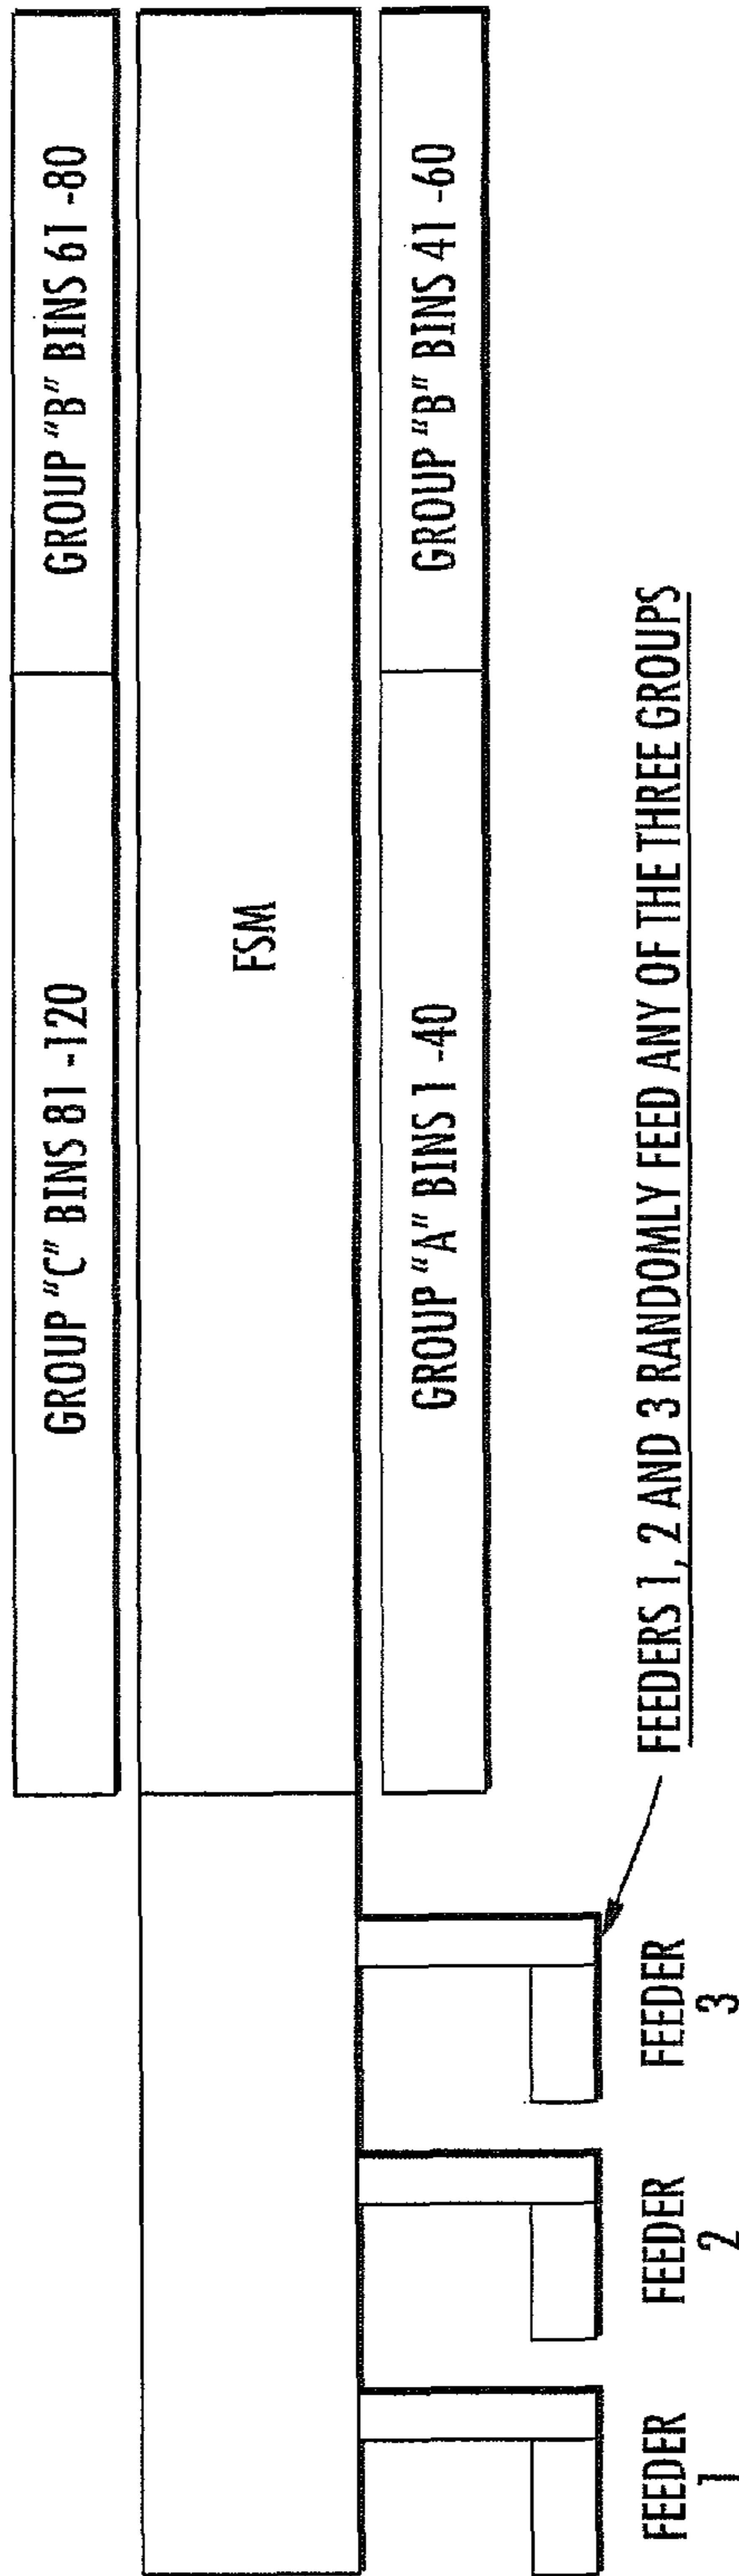 GROUP "C" BINS 81 -120
GROUP "B" BINS 61 -80
FSM
GROUP "A" BINS 1 -40
GROUP "B" BINS 41 -60
FEEDERS 1, 2 AND 3 RANDOMLY FEED ANY OF THE THREE GROUPS
FEEDER
1
FEEDER
2
FEEDER
3